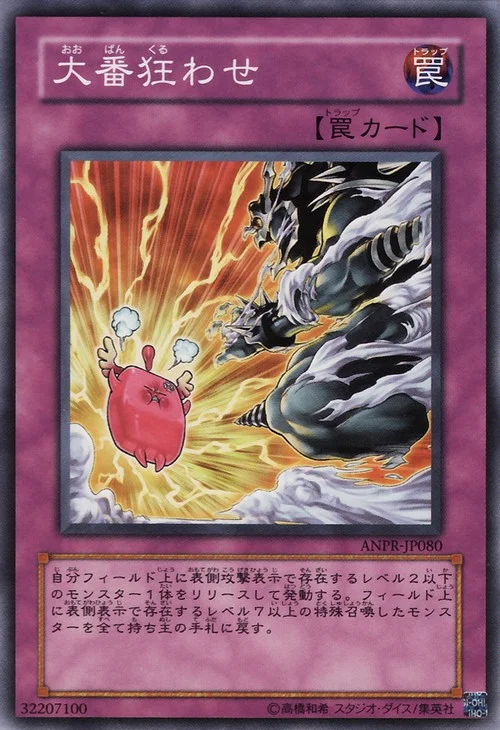 大番狂わせ
罠
【罠カード】
ANPR-JP080
自分フィールド上に表側攻撃表示で存在するレベル2以下
のモンスター1体をリリースして発動する。フィールド上
に表側表示で存在するレベル7以上の特殊召喚したモンス
ターを全て持ち主の手札に戻す。
32207100
©高橋和希 スタジオ・ダイス/集英社